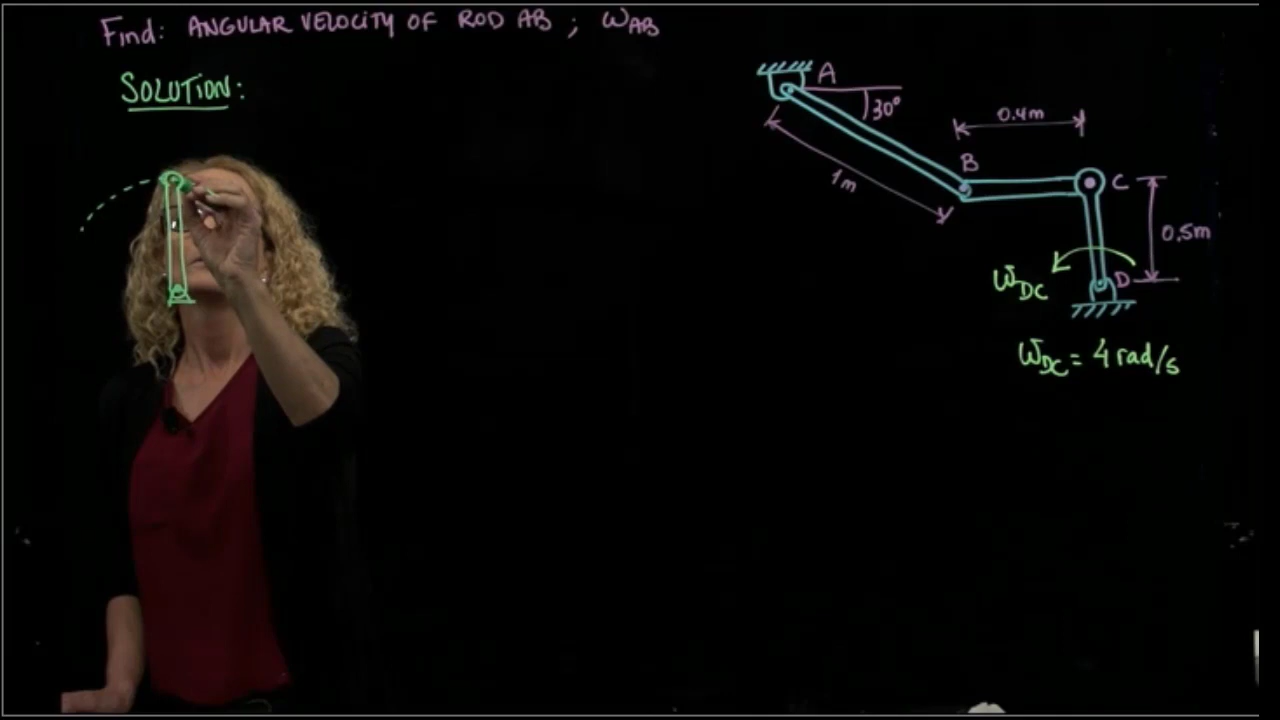 Find: ANGULAR VELOCITY OF ROD AB ; ωAB
SOLUTION:
A
30°
0.4m
B
1m
C
0.5m
ωDC
D
ωDC = 4 rad/s